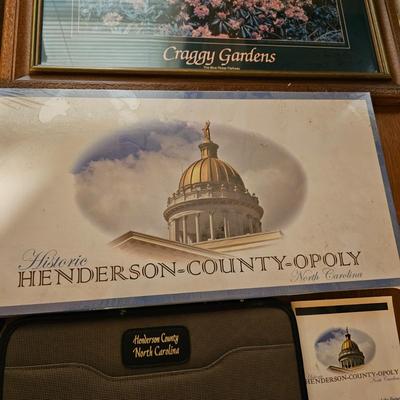 Craggy Gardens
The Blue Ridge Parkway
Historic
HENDERSON-COUNTY-OPOLY
North Carolina
Henderson County
North Carolina
Historic
HENDERSON-COUNTY-OPOLY
North Carolina